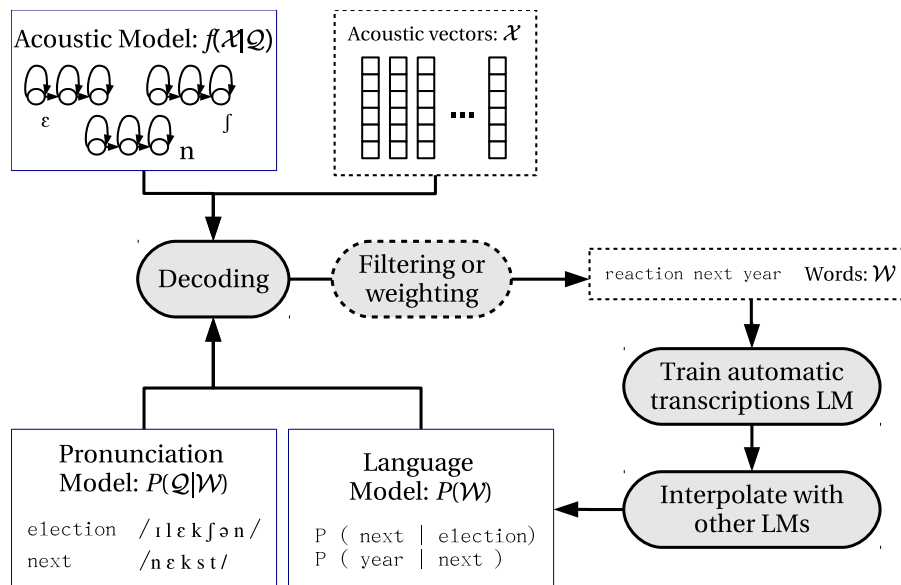 Acoustic Model: f(𝒳|𝒬)
ɛ
ʃ
n
Acoustic vectors: 𝒳
...
Decoding
Filtering or
weighting
reaction next year Words: 𝒲
Train automatic
transcriptions LM
Interpolate with
other LMs
Pronunciation
Model: P(𝒬|𝒲)
election /ɪlɛkʃən/
next /nɛkst/
Language
Model: P(𝒲)
P ( next | election)
P ( year | next )